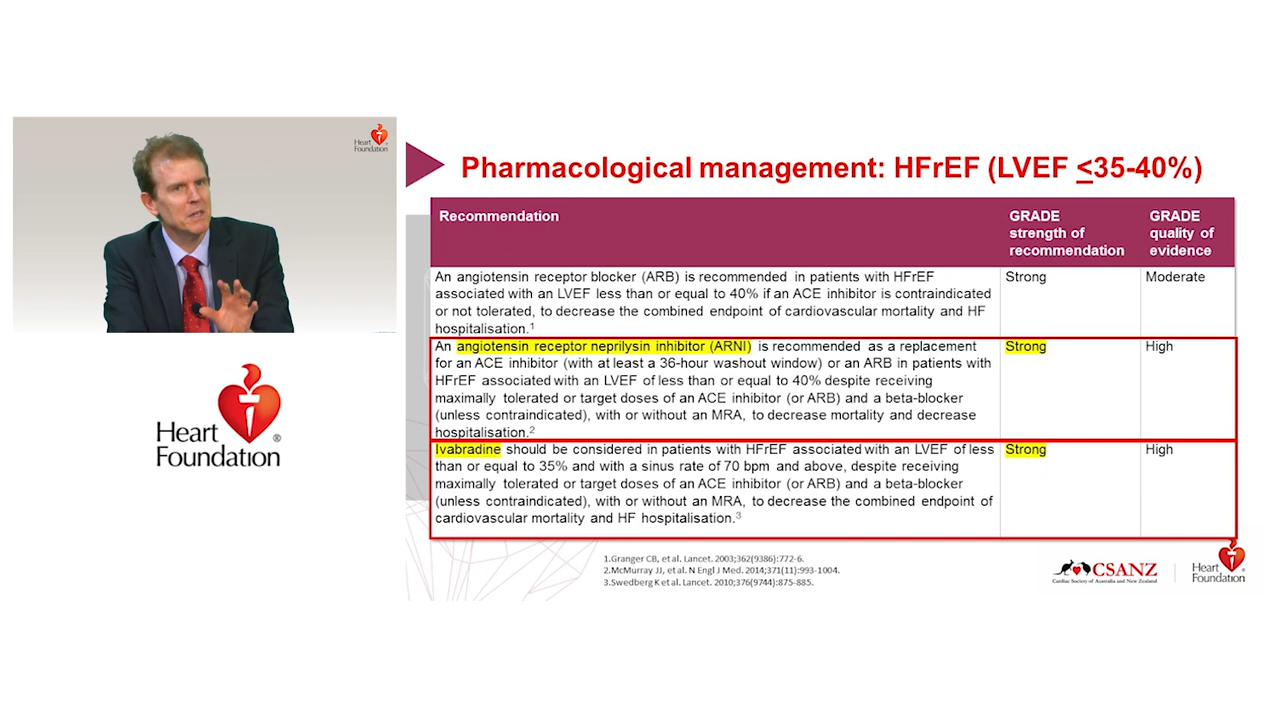 Heart
Foundation
Heart
Foundation®
Pharmacological management: HFrEF (LVEF <35-40%)
Recommendation
GRADE
strength of
recommendation
GRADE
quality of
evidence
An angiotensin receptor blocker (ARB) is recommended in patients with HFrEF
associated with an LVEF less than or equal to 40% if an ACE inhibitor is contraindicated
or not tolerated, to decrease the combined endpoint of cardiovascular mortality and HF
hospitalisation.1
Strong
Moderate
An angiotensin receptor neprilysin inhibitor (ARNI) is recommended as a replacement
for an ACE inhibitor (with at least a 36-hour washout window) or an ARB in patients with
HFrEF associated with an LVEF of less than or equal to 40% despite receiving
maximally tolerated or target doses of an ACE inhibitor (or ARB) and a beta-blocker
(unless contraindicated), with or without an MRA, to decrease mortality and decrease
hospitalisation.2
Strong
High
Ivabradine should be considered in patients with HFrEF associated with an LVEF of less
than or equal to 35% and with a sinus rate of 70 bpm and above, despite receiving
maximally tolerated or target doses of an ACE inhibitor (or ARB) and a beta-blocker
(unless contraindicated), with or without an MRA, to decrease the combined endpoint of
cardiovascular mortality and HF hospitalisation.3
Strong
High
1.Granger CB, et al. Lancet. 2003;362(9386):772-6.
2.McMurray JJ, et al. N Engl J Med. 2014;371(11):993-1004.
3.Swedberg K et al. Lancet. 2010;376(9744):875-885.
CSANZ
Cardiac Society of Australia and New Zealand
Heart
Foundation